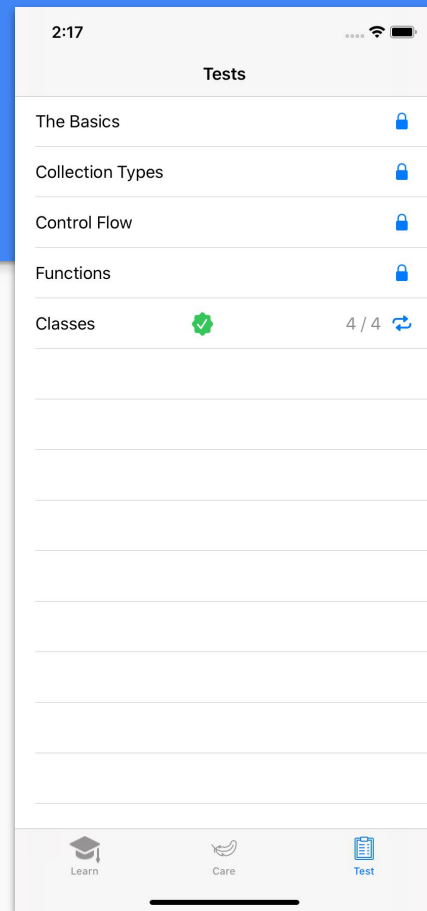 2:17
Tests
The Basics
Collection Types
Control Flow
Functions
Classes 4 / 4
Learn Care Test